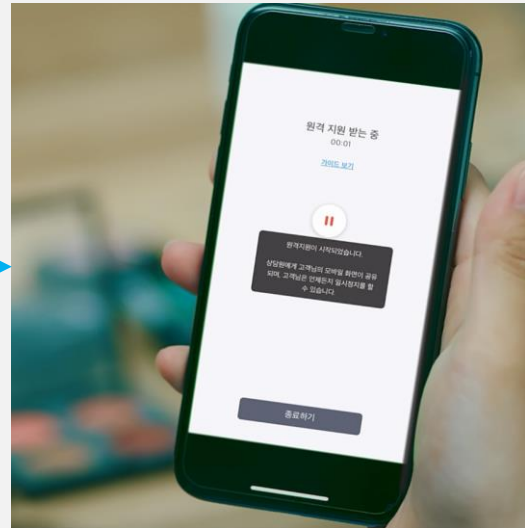 원격 지원 받는 중
00:01
가이드 보기
원격지원이 시작되었습니다.
상담원에게 고객님의 모바일 화면이 공유
되며, 고객님은 언제든지 일시정지를 할
수 있습니다.
종료하기